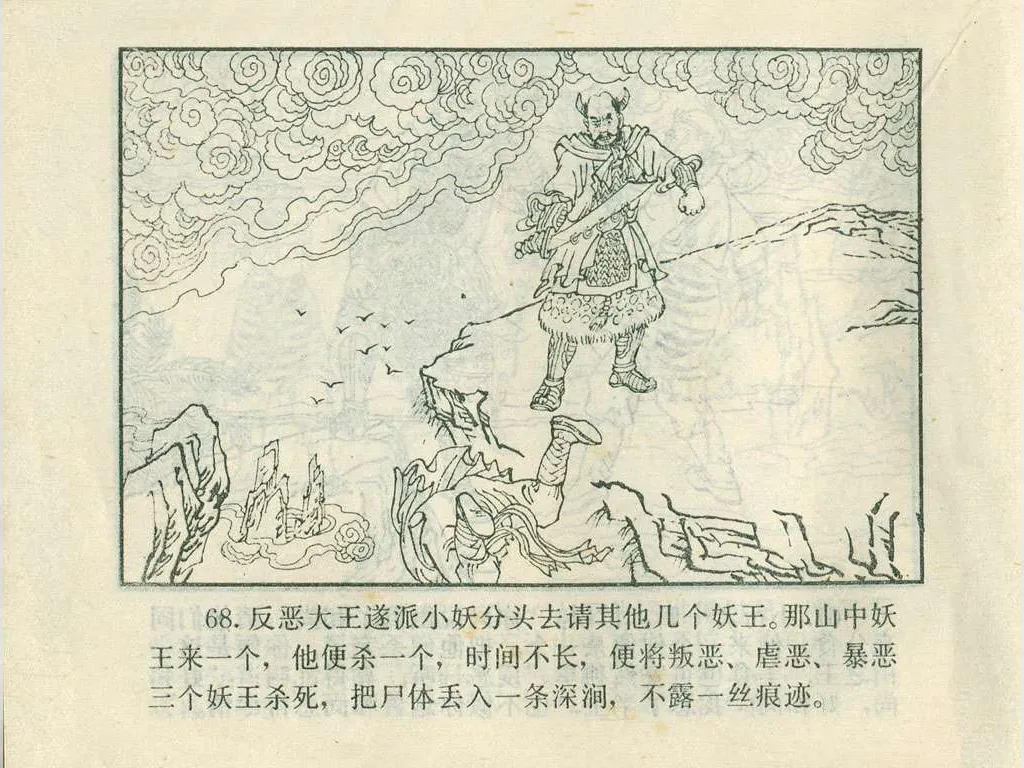 68. 反恶大王遂派小妖分头去请其他几个妖王。那山中妖
王来一个，他便杀一个，时间不长，便将叛恶、虐恶、暴恶
三个妖王杀死，把尸体丢入一条深涧，不露一丝痕迹。